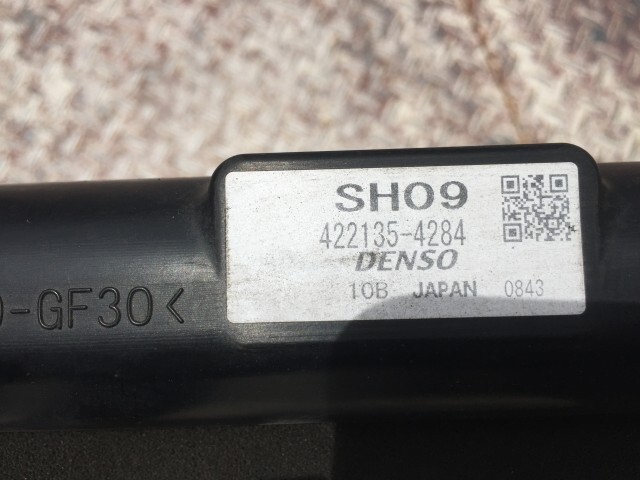 SH09
422135-4284
DENSO
10B JAPAN 0843
-GF30<